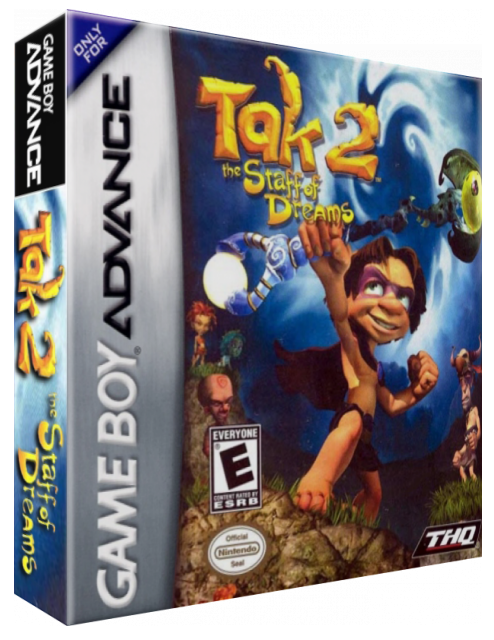 GAME BOY
ADVANCE
Tak 2
the Staff of
Dreams
ONLY
FOR
GAME BOY ADVANCE
Tak 2
the Staff of
Dreams
™
EVERYONE
E
CONTENT RATED BY
ESRB
Official
Nintendo
Seal
THQ